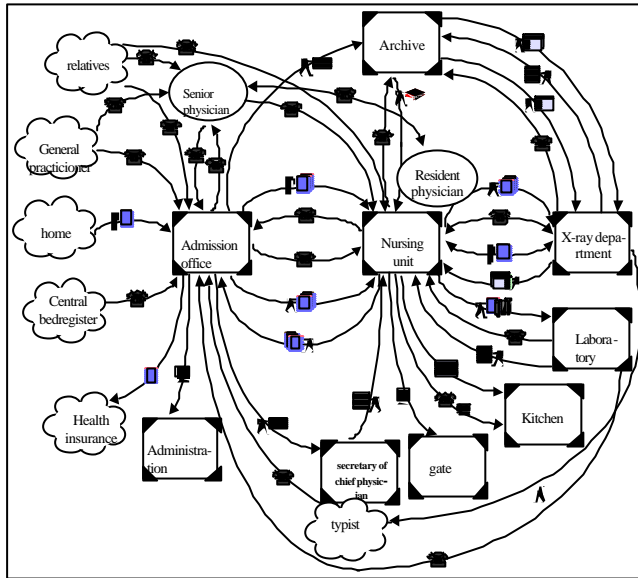 Archive
relatives
Senior
physician
General
practicioner
Resident
physician
home
Admission
office
Nursing
unit
X-ray depa-
rtment
Central
bedregister
Labora-
tory
Health
insurance
Administra-
tion
Kitchen
secretary of
chief physic-
ian
gate
typist